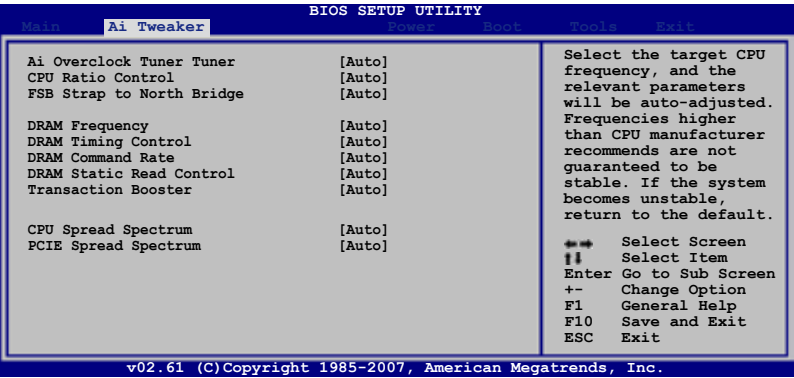 BIOS SETUP UTILITY
Main Ai Tweaker Power Boot Tools Exit
Ai Overclock Tuner Tuner [Auto]
CPU Ratio Control [Auto]
FSB Strap to North Bridge [Auto]
DRAM Frequency [Auto]
DRAM Timing Control [Auto]
DRAM Command Rate [Auto]
DRAM Static Read Control [Auto]
Transaction Booster [Auto]
CPU Spread Spectrum [Auto]
PCIE Spread Spectrum [Auto]
Select the target CPU
frequency, and the
relevant parameters
will be auto-adjusted.
Frequencies higher
than CPU manufacturer
recommends are not
guaranteed to be
stable. If the system
becomes unstable,
return to the default.
←→ Select Screen
↑↓ Select Item
Enter Go to Sub Screen
+- Change Option
F1 General Help
F10 Save and Exit
ESC Exit
v02.61 (C)Copyright 1985-2007, American Megatrends, Inc.